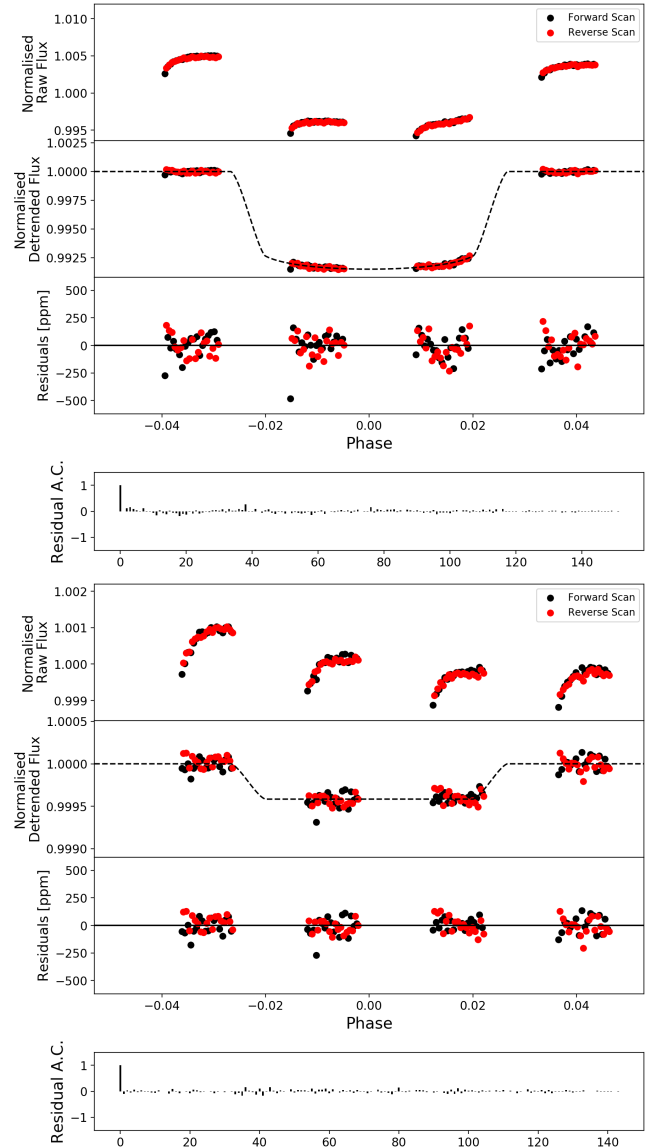 1.010
1.005
1.000
0.995
Normalised
Raw Flux
Forward Scan
Reverse Scan
1.0025
1.0000
0.9975
0.9950
0.9925
Normalised
Detrended Flux
500
250
0
−250
−500
Residuals [ppm]
−0.04 −0.02 0.00 0.02 0.04
Phase
1
0
−1
Residual A.C.
0 20 40 60 80 100 120 140
1.002
1.001
1.000
0.999
Normalised
Raw Flux
Forward Scan
Reverse Scan
1.0005
1.0000
0.9995
0.9990
Normalised
Detrended Flux
500
250
0
−250
−500
Residuals [ppm]
−0.04 −0.02 0.00 0.02 0.04
Phase
1
0
−1
Residual A.C.
0 20 40 60 80 100 120 140